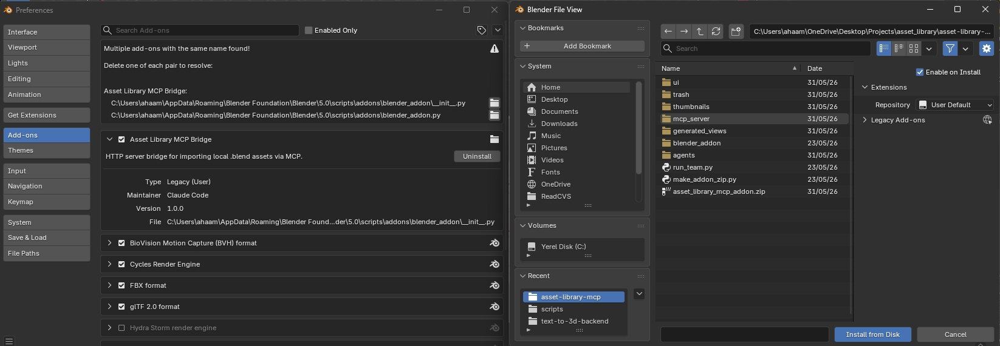 Preferences
Interface
Viewport
Lights
Editing
Animation
Get Extensions
Add-ons
Themes
Input
Navigation
Keymap
System
Save & Load
File Paths
Search Add-ons
Enabled Only
Multiple add-ons with the same name found!
Delete one of each pair to resolve:
Asset Library MCP Bridge:
C:\Users\ahaam\AppData\Roaming\Blender Foundation\Blender\5.0\scripts\addons\blender_addon\__init__.py
C:\Users\ahaam\AppData\Roaming\Blender Foundation\Blender\5.0\scripts\addons\blender_addon.py
Asset Library MCP Bridge
HTTP server bridge for importing local .blend assets via MCP.
Uninstall
Type Legacy (User)
Maintainer Claude Code
Version 1.0.0
File C:\Users\ahaam\AppData\Roaming\Blender Found...der\5.0\scripts\addons\blender_addon\__init__.py
BioVision Motion Capture (BVH) format
Cycles Render Engine
FBX format
glTF 2.0 format
Hydra Storm render engine
Blender File View
Bookmarks
Add Bookmark
System
Home
Desktop
Documents
Downloads
Music
Pictures
Videos
Fonts
OneDrive
ReadCVS
Volumes
Yerel Disk (C:)
Recent
asset-library-mcp
scripts
text-to-3d-backend
C:\Users\ahaam\OneDrive\Desktop\Projects\asset_library\asset-library-...
Search
Name Date
ui 31/05/26
trash 31/05/26
thumbnails 31/05/26
mcp_server 31/05/26
generated_views 31/05/26
blender_addon 23/05/26
agents 31/05/26
run_team.py 23/05/26
make_addon_zip.py 23/05/26
asset_library_mcp_addon.zip 31/05/26
Enable on Install
Extensions
Repository User Default
Legacy Add-ons
Install from Disk
Cancel